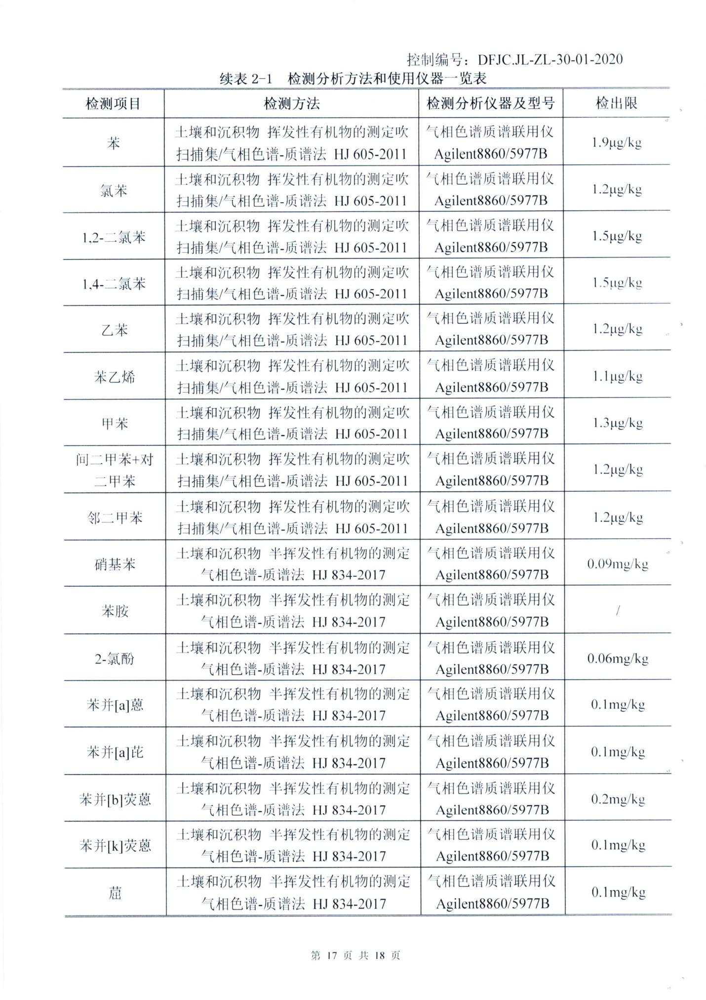 控制编号：DFJC.JL-ZL-30-01-2020
续表 2-1 检测分析方法和使用仪器一览表
检测项目 检测方法 检测分析仪器及型号 检出限
苯 土壤和沉积物 挥发性有机物的测定吹 气相色谱质谱联用仪 1.9μg/kg
扫捕集/气相色谱-质谱法 HJ 605-2011 Agilent8860/5977B
氯苯 土壤和沉积物 挥发性有机物的测定吹 气相色谱质谱联用仪 1.2μg/kg
扫捕集/气相色谱-质谱法 HJ 605-2011 Agilent8860/5977B
1,2-二氯苯 土壤和沉积物 挥发性有机物的测定吹 气相色谱质谱联用仪 1.5μg/kg
扫捕集/气相色谱-质谱法 HJ 605-2011 Agilent8860/5977B
1,4-二氯苯 土壤和沉积物 挥发性有机物的测定吹 气相色谱质谱联用仪 1.5μg/kg
扫捕集/气相色谱-质谱法 HJ 605-2011 Agilent8860/5977B
乙苯 土壤和沉积物 挥发性有机物的测定吹 气相色谱质谱联用仪 1.2μg/kg
扫捕集/气相色谱-质谱法 HJ 605-2011 Agilent8860/5977B
苯乙烯 土壤和沉积物 挥发性有机物的测定吹 气相色谱质谱联用仪 1.1μg/kg
扫捕集/气相色谱-质谱法 HJ 605-2011 Agilent8860/5977B
甲苯 土壤和沉积物 挥发性有机物的测定吹 气相色谱质谱联用仪 1.3μg/kg
扫捕集/气相色谱-质谱法 HJ 605-2011 Agilent8860/5977B
间二甲苯+对 土壤和沉积物 挥发性有机物的测定吹 气相色谱质谱联用仪 1.2μg/kg
二甲苯 扫捕集/气相色谱-质谱法 HJ 605-2011 Agilent8860/5977B
邻二甲苯 土壤和沉积物 挥发性有机物的测定吹 气相色谱质谱联用仪 1.2μg/kg
扫捕集/气相色谱-质谱法 HJ 605-2011 Agilent8860/5977B
硝基苯 土壤和沉积物 半挥发性有机物的测定 气相色谱质谱联用仪 0.09mg/kg
气相色谱-质谱法 HJ 834-2017 Agilent8860/5977B
苯胺 土壤和沉积物 半挥发性有机物的测定 气相色谱质谱联用仪 /
气相色谱-质谱法 HJ 834-2017 Agilent8860/5977B
2-氯酚 土壤和沉积物 半挥发性有机物的测定 气相色谱质谱联用仪 0.06mg/kg
气相色谱-质谱法 HJ 834-2017 Agilent8860/5977B
苯并[a]蒽 土壤和沉积物 半挥发性有机物的测定 气相色谱质谱联用仪 0.1mg/kg
气相色谱-质谱法 HJ 834-2017 Agilent8860/5977B
苯并[a]芘 土壤和沉积物 半挥发性有机物的测定 气相色谱质谱联用仪 0.1mg/kg
气相色谱-质谱法 HJ 834-2017 Agilent8860/5977B
苯并[b]荧蒽 土壤和沉积物 半挥发性有机物的测定 气相色谱质谱联用仪 0.2mg/kg
气相色谱-质谱法 HJ 834-2017 Agilent8860/5977B
苯并[k]荧蒽 土壤和沉积物 半挥发性有机物的测定 气相色谱质谱联用仪 0.1mg/kg
气相色谱-质谱法 HJ 834-2017 Agilent8860/5977B
䓛 土壤和沉积物 半挥发性有机物的测定 气相色谱质谱联用仪 0.1mg/kg
气相色谱-质谱法 HJ 834-2017 Agilent8860/5977B
第 17 页 共 18 页